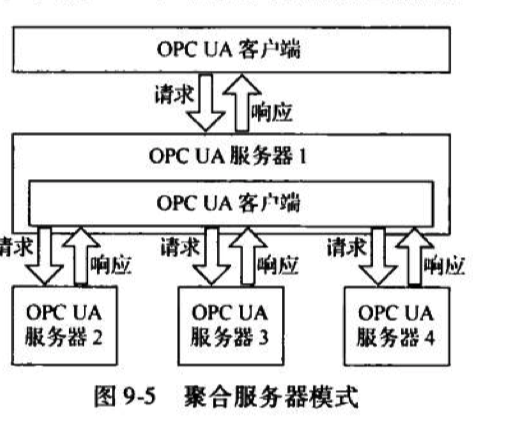 OPC UA 客户端
请求
响应
OPC UA 服务器 1
OPC UA 客户端
请求
响应
请求
响应
请求
响应
OPC UA
服务器 2
OPC UA
服务器 3
OPC UA
服务器 4
图 9-5 聚合服务器模式